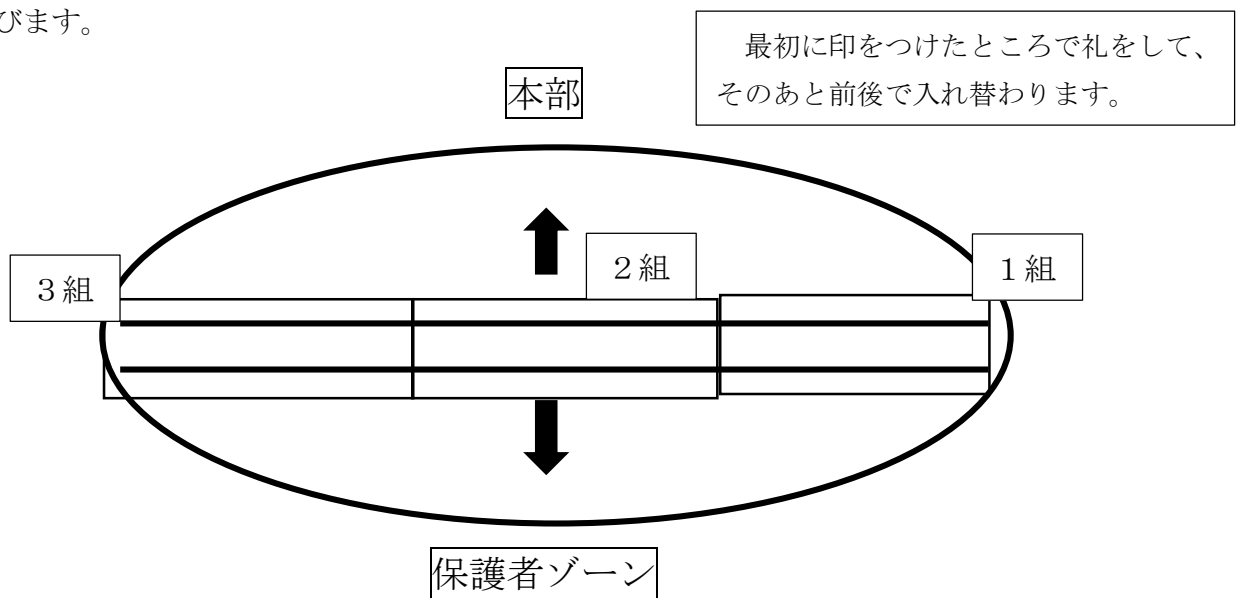 びます。
最初に印をつけたところで礼をして、
そのあと前後で入れ替わります。
本部
３組
２組
１組
保護者ゾーン